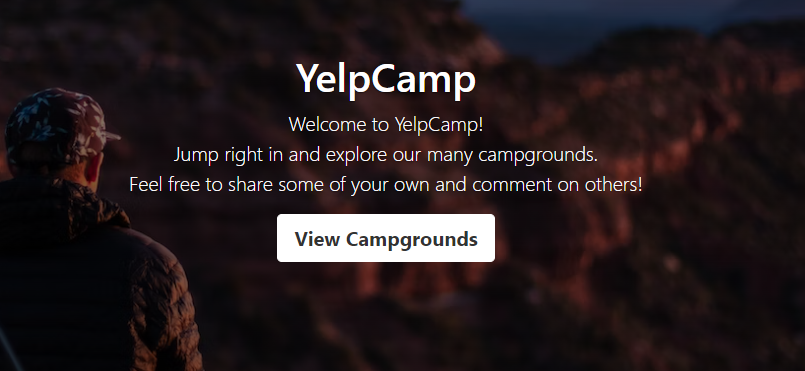 YelpCamp
Welcome to YelpCamp!
Jump right in and explore our many campgrounds.
Feel free to share some of your own and comment on others!
View Campgrounds